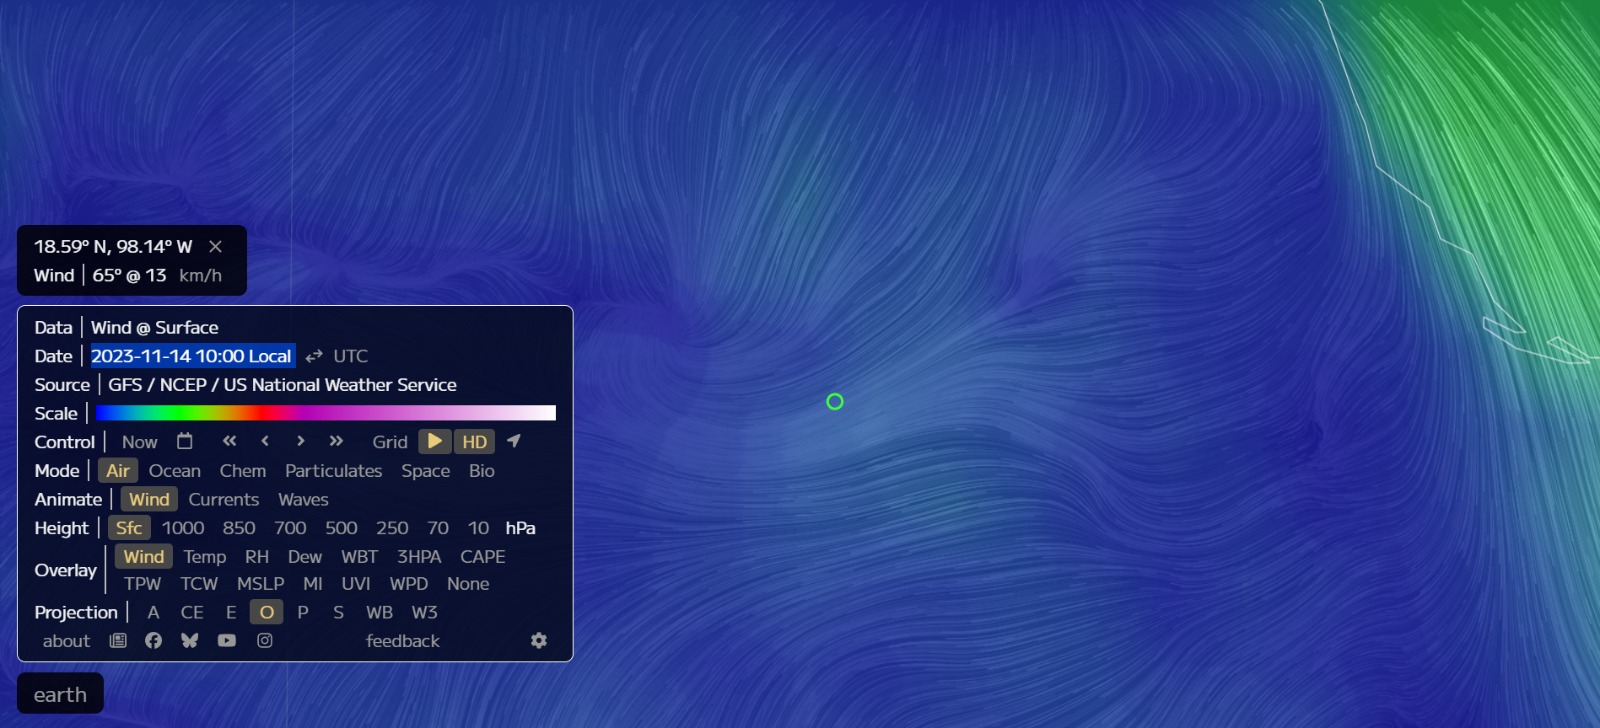 18.59° N, 98.14° W ×
Wind | 65° @ 13 km/h
Data | Wind @ Surface
Date | 2023-11-14 10:00 Local ⇄ UTC
Source | GFS / NCEP / US National Weather Service
Scale |
Control | Now « ‹ › » Grid HD
Mode | Air Ocean Chem Particulates Space Bio
Animate | Wind Currents Waves
Height | Sfc 1000 850 700 500 250 70 10 hPa
Overlay | Wind Temp RH Dew WBT 3HPA CAPE
TPW TCW MSLP MI UVI WPD None
Projection | A CE E O P S WB W3
about feedback
earth